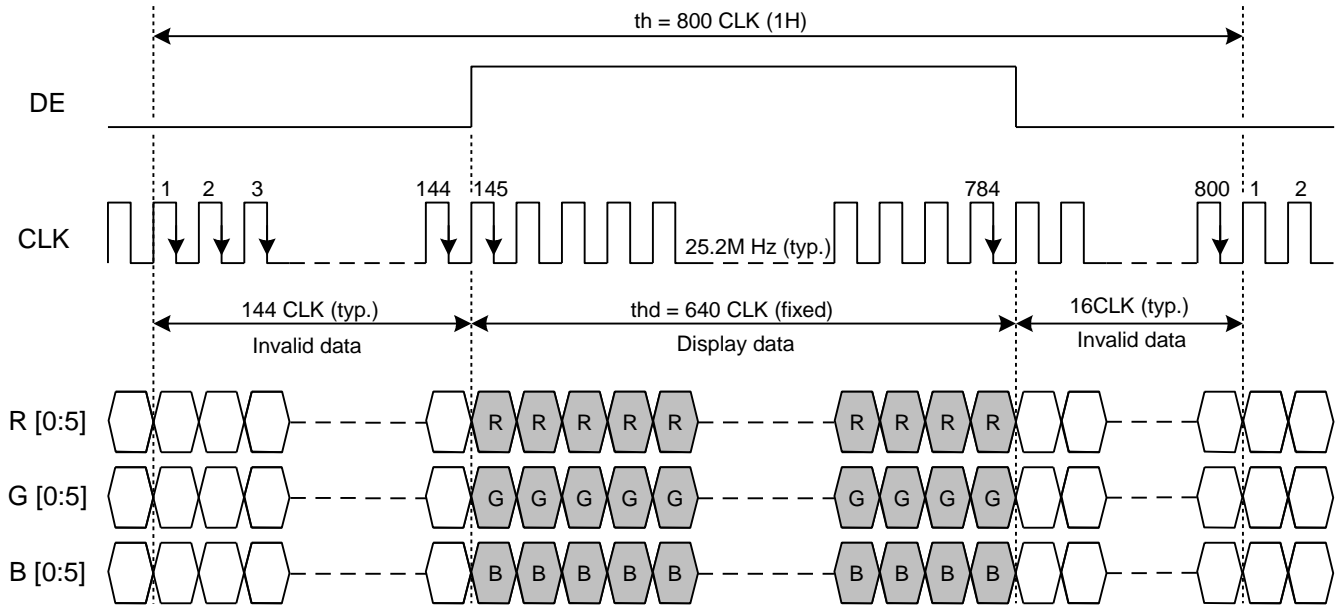 th = 800 CLK (1H)
DE
1 2 3 144 145 784 800 1 2
CLK
25.2M Hz (typ.)
144 CLK (typ.) thd = 640 CLK (fixed) 16CLK (typ.)
Invalid data Display data Invalid data
R [0:5] R R R R R R R R R
G [0:5] G G G G G G G G G
B [0:5] B B B B B B B B B